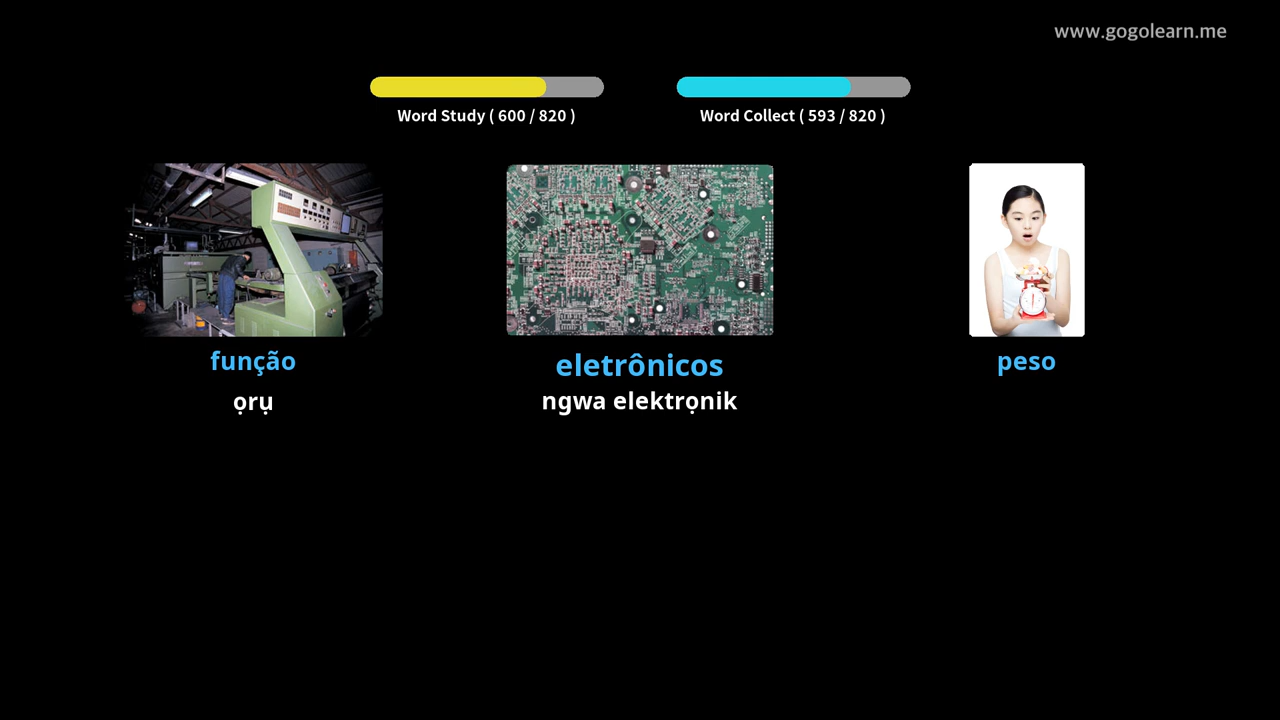 www.gogolearn.me
Word Study ( 600 / 820 )
Word Collect ( 593 / 820 )
função
eletrônicos
peso
ọrụ
ngwa elektrọnik